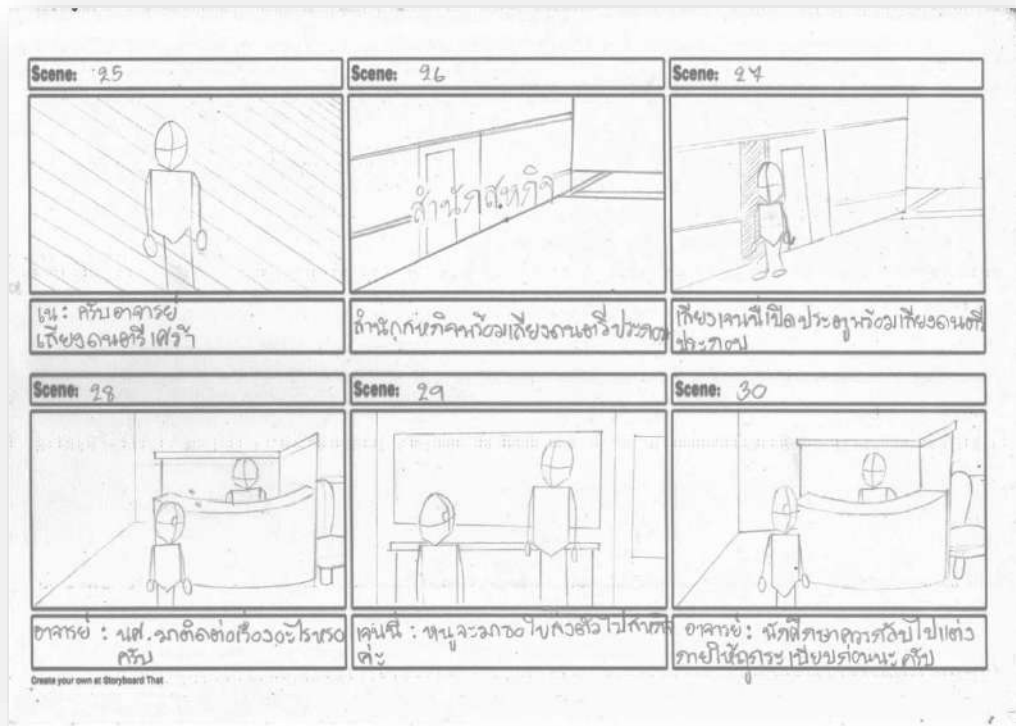 Scene: 25
Scene: 26
Scene: 27
สำนักสหกิจ
เน : ครับอาจารย์
เสียงดนตรีเศร้า
สำนักสหกิจพร้อมเสียงดนตรีประกอบ
เสียงเจนนี่เปิดประตูพร้อมเสียงดนตรี
ประกอบ
Scene: 28
Scene: 29
Scene: 30
อาจารย์ : นศ. มาติดต่อเรื่องอะไรหรอ
ครับ
เจนนี่ : หนูจะมาขอใบส่งตัวไปสหกิจ
ค่ะ
อาจารย์ : นักศึกษาควรกลับไปแต่ง
กายให้ถูกระเบียบก่อนนะครับ
Create your own at Storyboard That